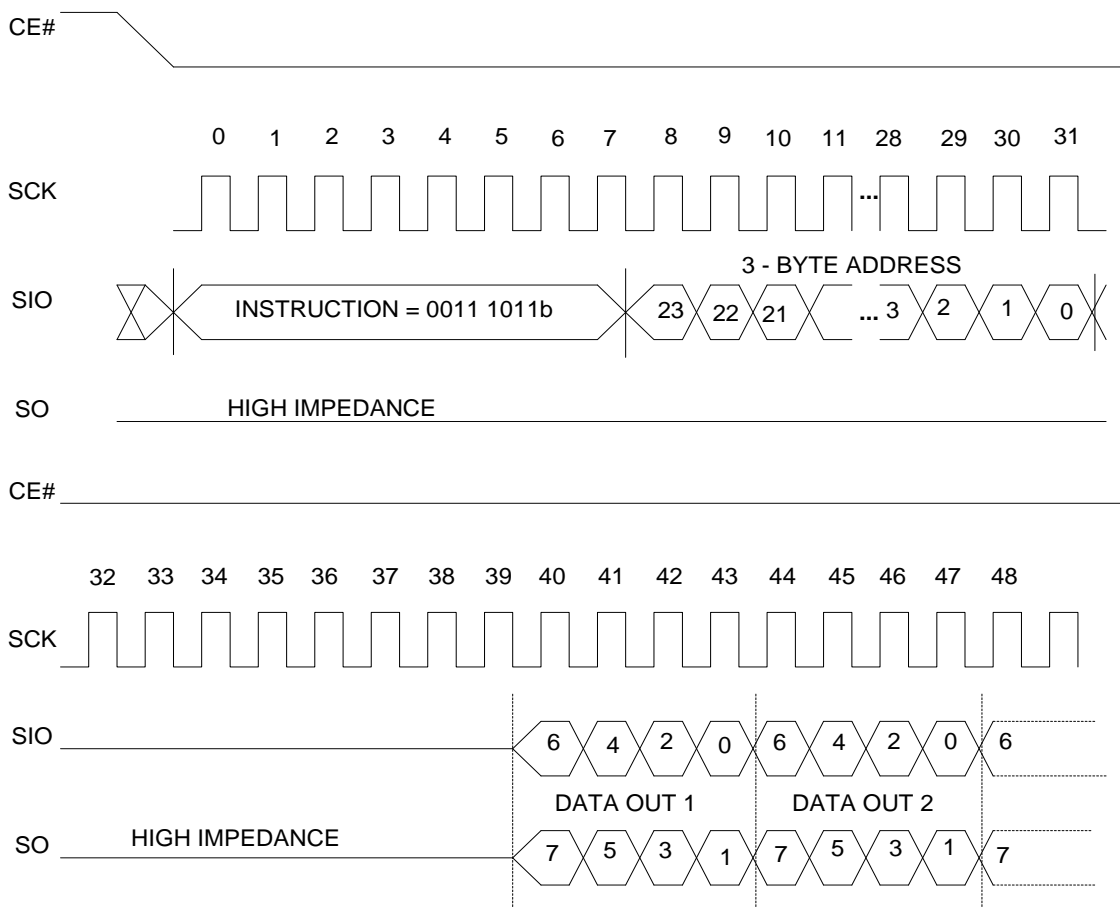 CE#
0 1 2 3 4 5 6 7 8 9 10 11 28 29 30 31
SCK ...
3 - BYTE ADDRESS
SIO INSTRUCTION = 0011 1011b 23 22 21 ... 3 2 1 0
SO HIGH IMPEDANCE
CE#
32 33 34 35 36 37 38 39 40 41 42 43 44 45 46 47 48
SCK
SIO 6 4 2 0 6 4 2 0 6
DATA OUT 1 DATA OUT 2
SO HIGH IMPEDANCE 7 5 3 1 7 5 3 1 7